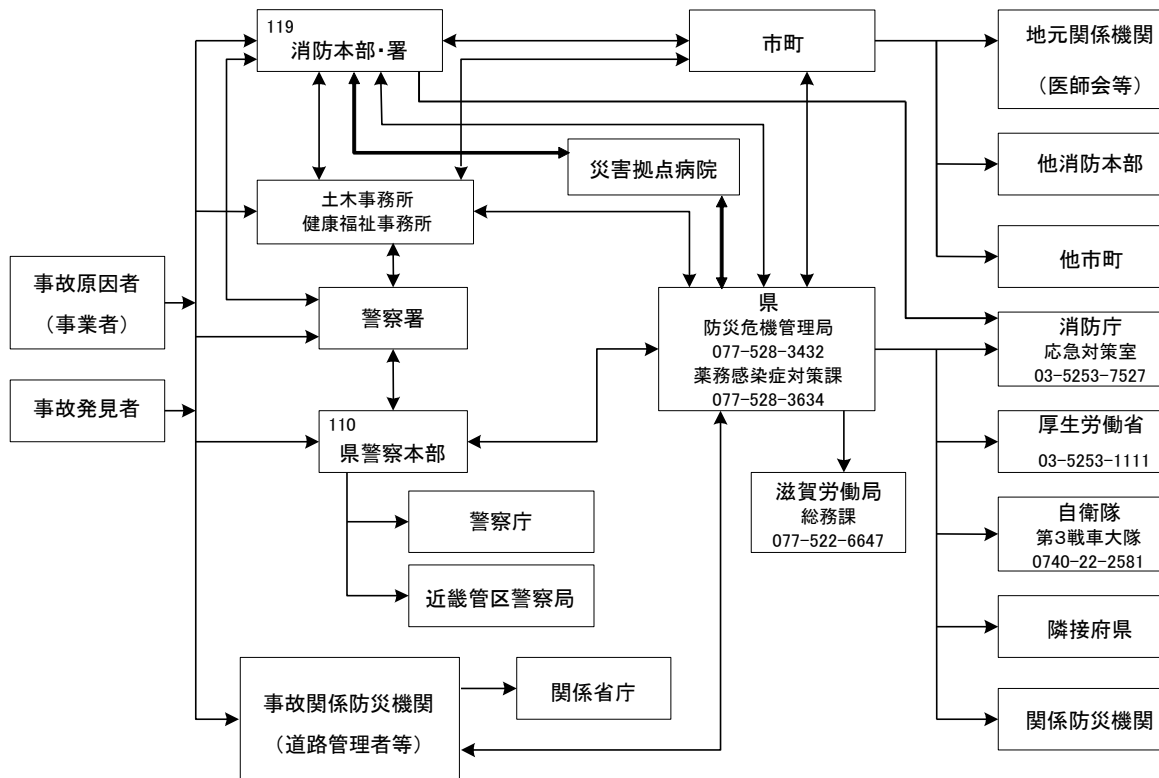 119
消防本部・署
市町
地元関係機関
（医師会等）
災害拠点病院
他消防本部
土木事務所
健康福祉事務所
他市町
事故原因者
（事業者）
警察署
県
防災危機管理局
077-528-3432
薬務感染症対策課
077-528-3634
消防庁
応急対策室
03-5253-7527
事故発見者
110
県警察本部
厚生労働省
03-5253-1111
滋賀労働局
総務課
077-522-6647
警察庁
自衛隊
第3戦車大隊
0740-22-2581
近畿管区警察局
隣接府県
事故関係防災機関
（道路管理者等）
関係省庁
関係防災機関